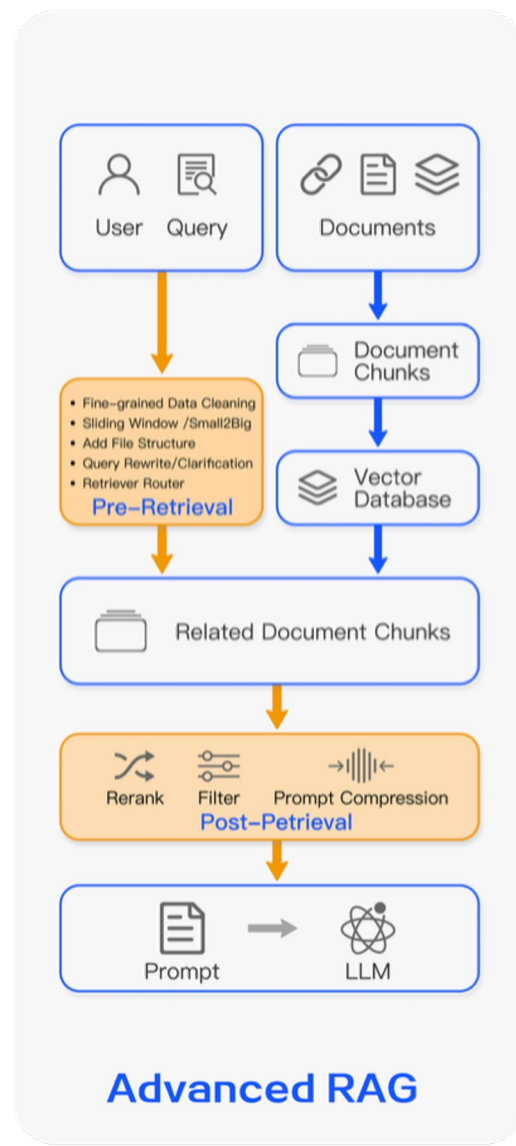 User Query
Documents
Document
Chunks
• Fine-grained Data Cleaning
• Sliding Window /Small2Big
• Add File Structure
• Query Rewrite/Clarification
• Retriever Router
Pre-Retrieval
Vector
Database
Related Document Chunks
Rerank Filter Prompt Compression
Post-Petrieval
Prompt LLM
Advanced RAG